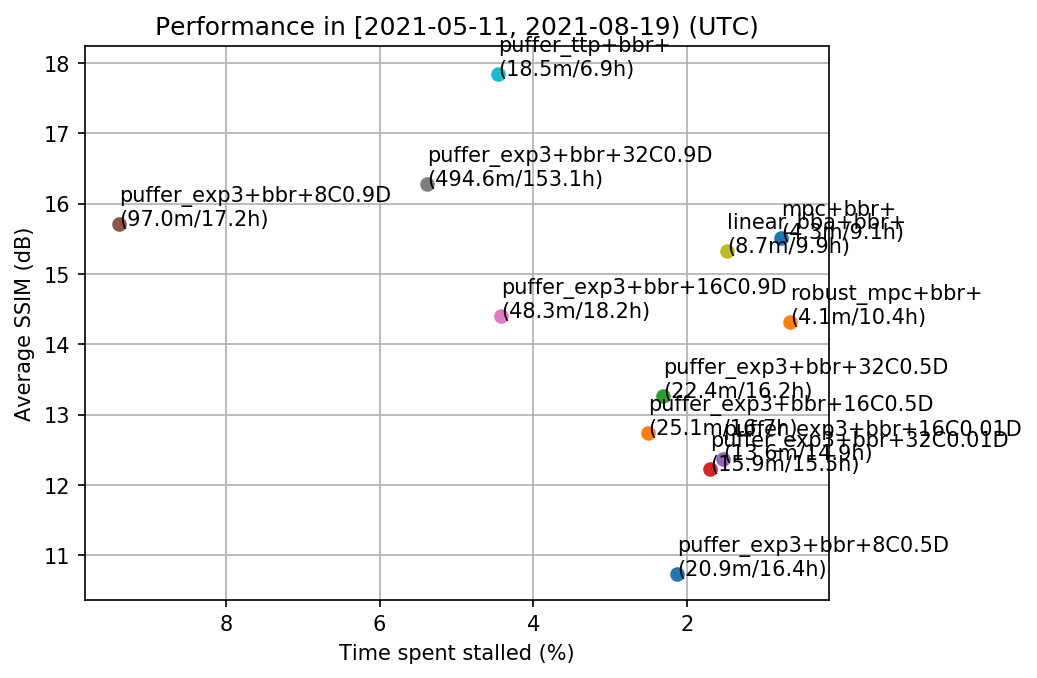 Performance in [2021-05-11, 2021-08-19) (UTC)
puffer_ttp+bbr+
(18.5m/6.9h)
puffer_exp3+bbr+32C0.9D
(494.6m/153.1h)
puffer_exp3+bbr+8C0.9D
(97.0m/17.2h)
mpc+bbr+
(4.3m/9.1h)
linear_bba+bbr+
(8.7m/9.9h)
puffer_exp3+bbr+16C0.9D
(48.3m/18.2h)
robust_mpc+bbr+
(4.1m/10.4h)
puffer_exp3+bbr+32C0.5D
(22.4m/16.2h)
puffer_exp3+bbr+16C0.5D
(25.1m/16.7h)
puffer_exp3+bbr+16C0.01D
(13.6m/14.9h)
puffer_exp3+bbr+32C0.01D
(15.9m/15.5h)
puffer_exp3+bbr+8C0.5D
(20.9m/16.4h)
18
17
16
15
14
13
12
11
Average SSIM (dB)
8 6 4 2
Time spent stalled (%)